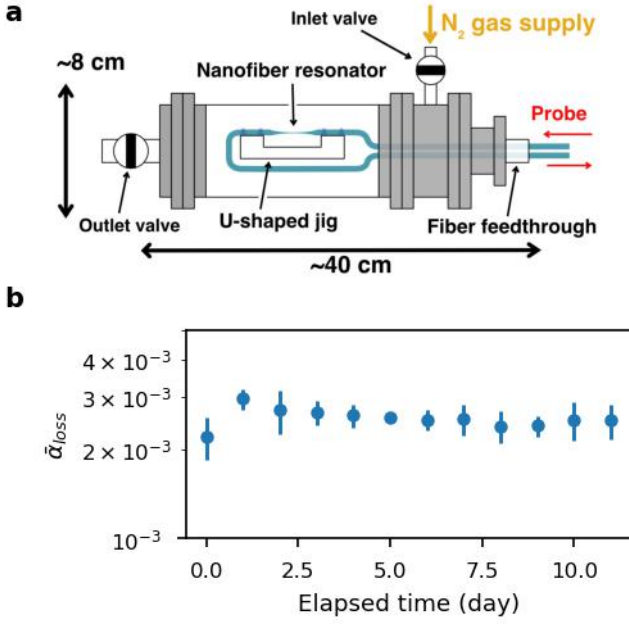 a
Inlet valve
N₂ gas supply
~8 cm
Nanofiber resonator
Probe
Outlet valve
U-shaped jig
Fiber feedthrough
~40 cm
b
4 × 10⁻³
3 × 10⁻³
2 × 10⁻³
10⁻³
ᾱ_loss
0.0 2.5 5.0 7.5 10.0
Elapsed time (day)